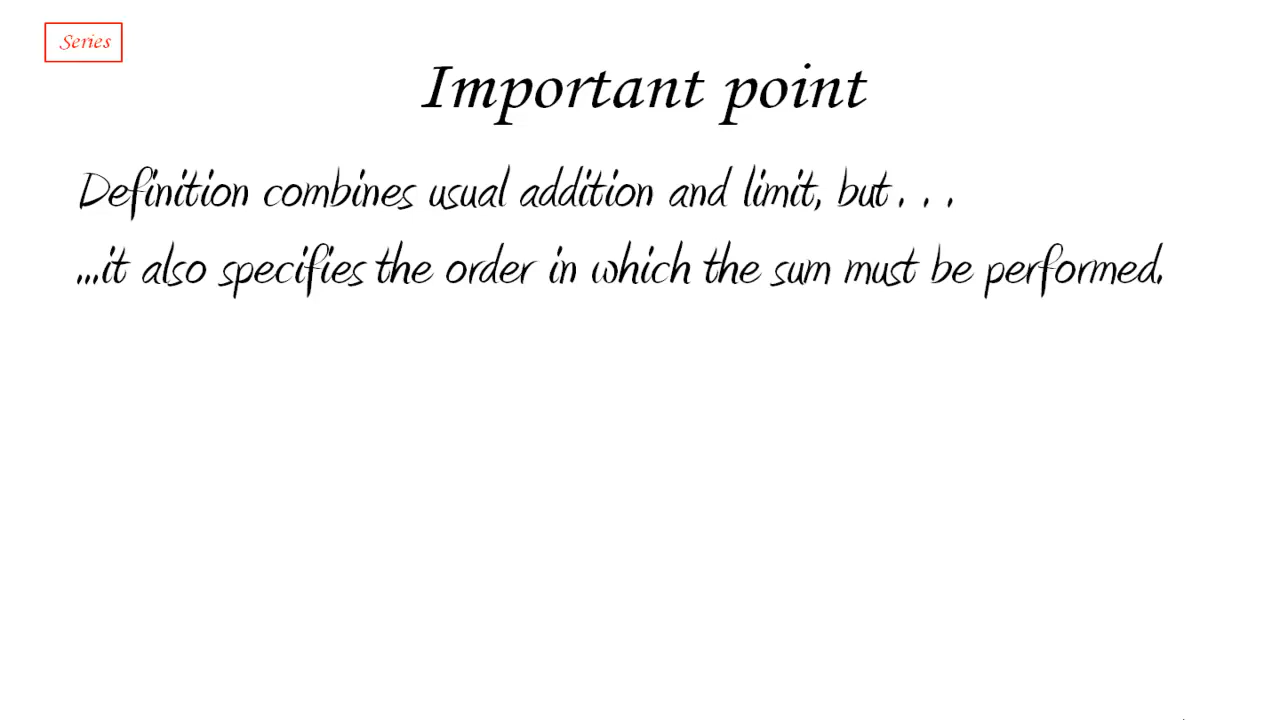 Series
Important point
Definition combines usual addition and limit, but . . .
...it also specifies the order in which the sum must be performed.